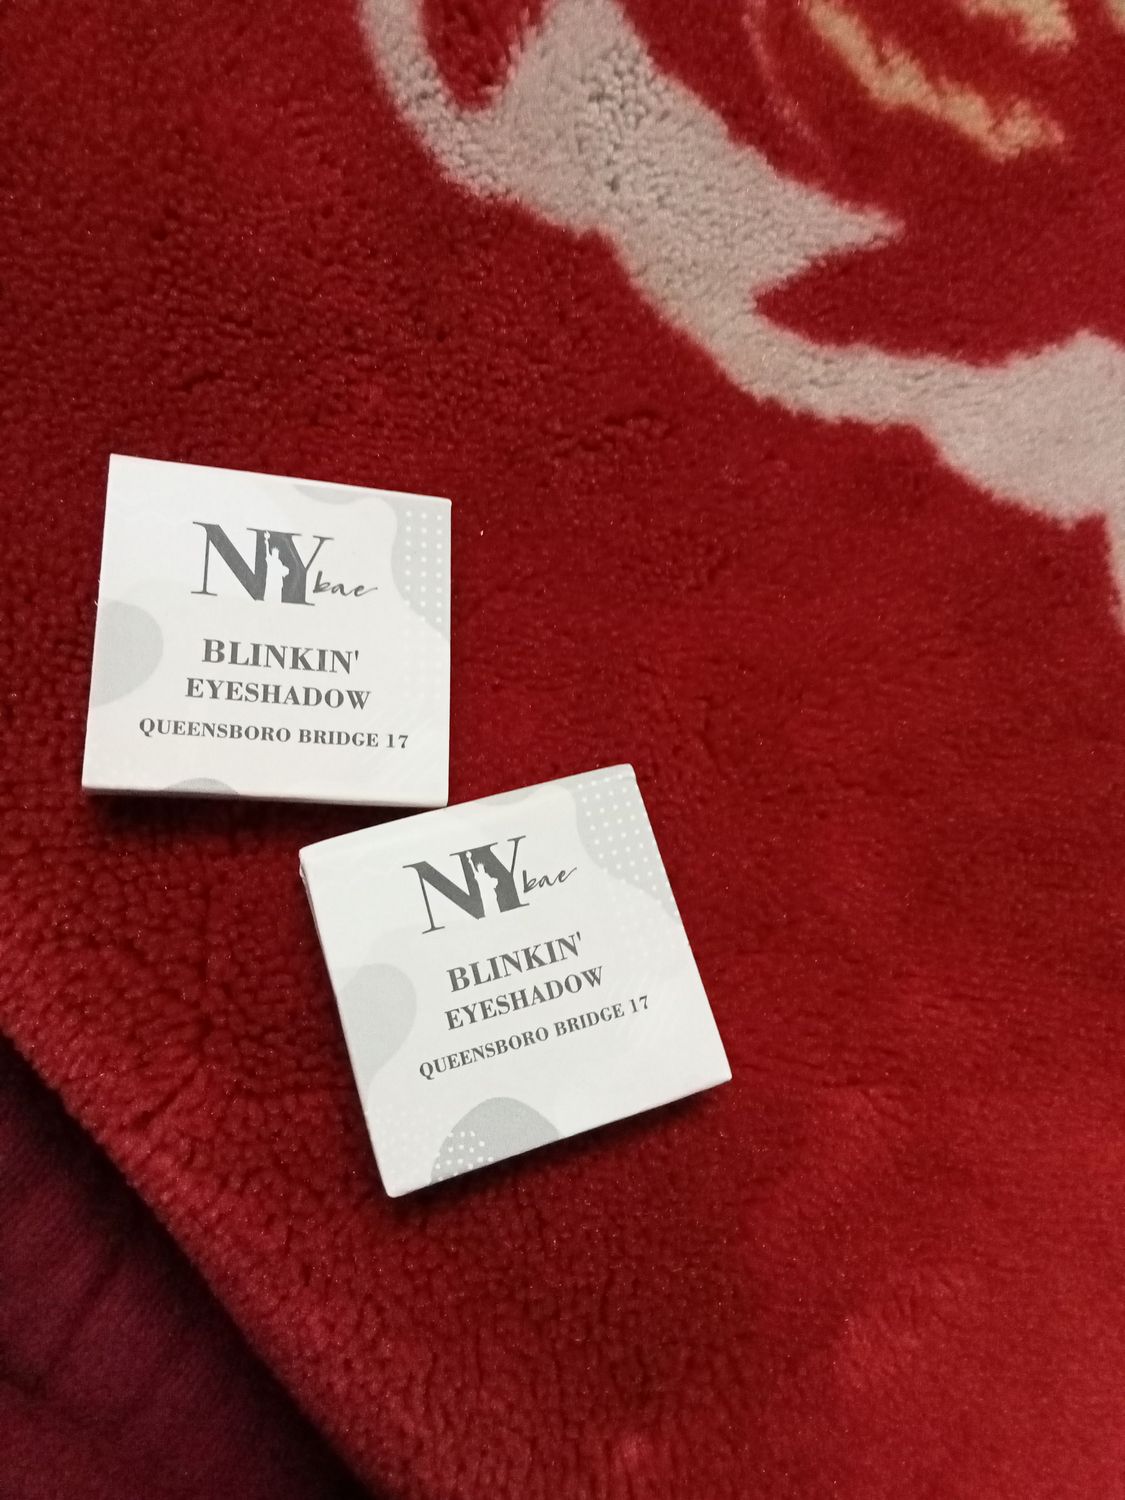 NY bae
BLINKIN'
EYESHADOW
QUEENSBORO BRIDGE 17
NY bae
BLINKIN'
EYESHADOW
QUEENSBORO BRIDGE 17